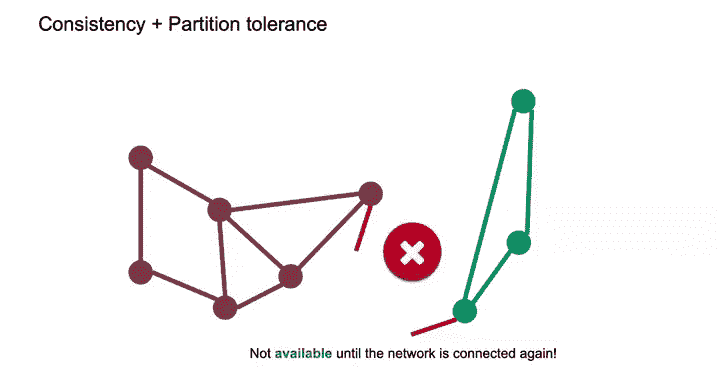 Consistency + Partition tolerance
Not available until the network is connected again!